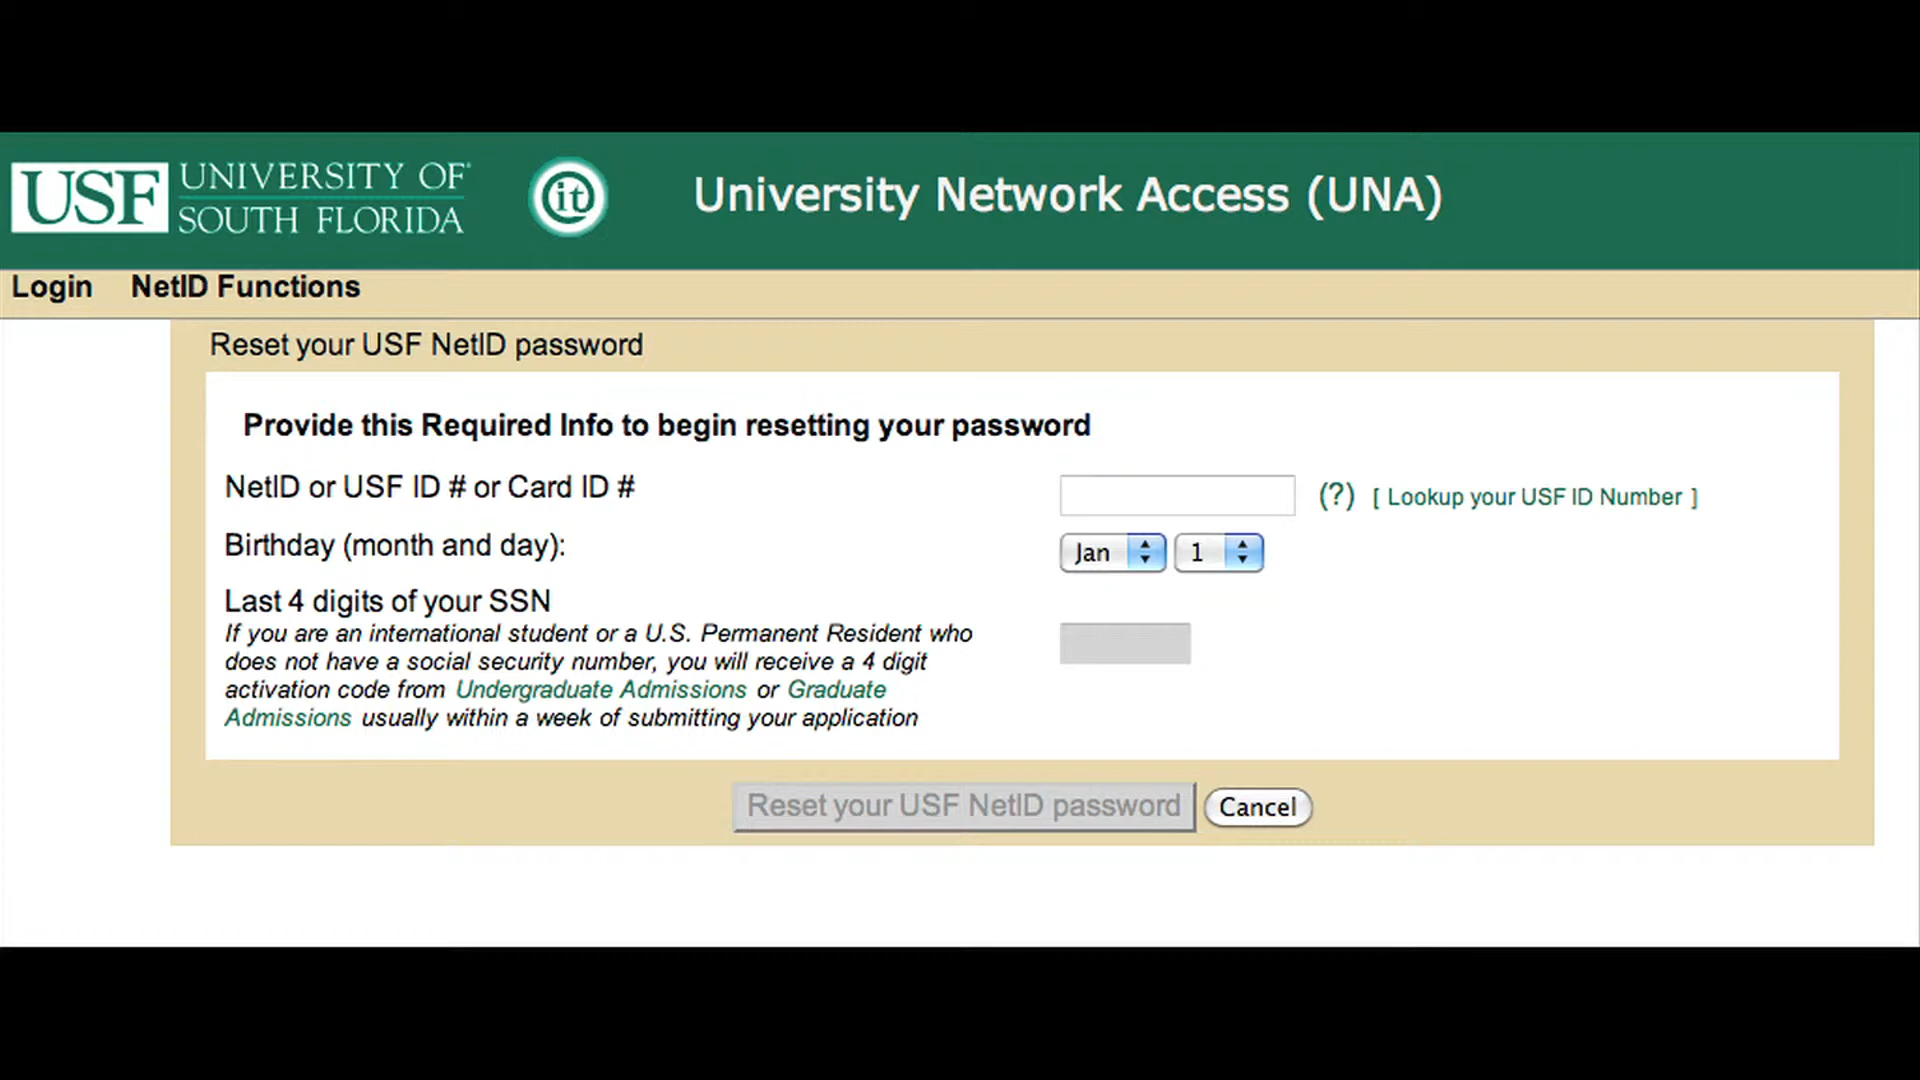 USF UNIVERSITY OF
SOUTH FLORIDA
it
University Network Access (UNA)
Login NetID Functions
Reset your USF NetID password
Provide this Required Info to begin resetting your password
NetID or USF ID # or Card ID #
(?) [ Lookup your USF ID Number ]
Birthday (month and day):
Jan 1
Last 4 digits of your SSN
If you are an international student or a U.S. Permanent Resident who
does not have a social security number, you will receive a 4 digit
activation code from Undergraduate Admissions or Graduate
Admissions usually within a week of submitting your application
Reset your USF NetID password Cancel